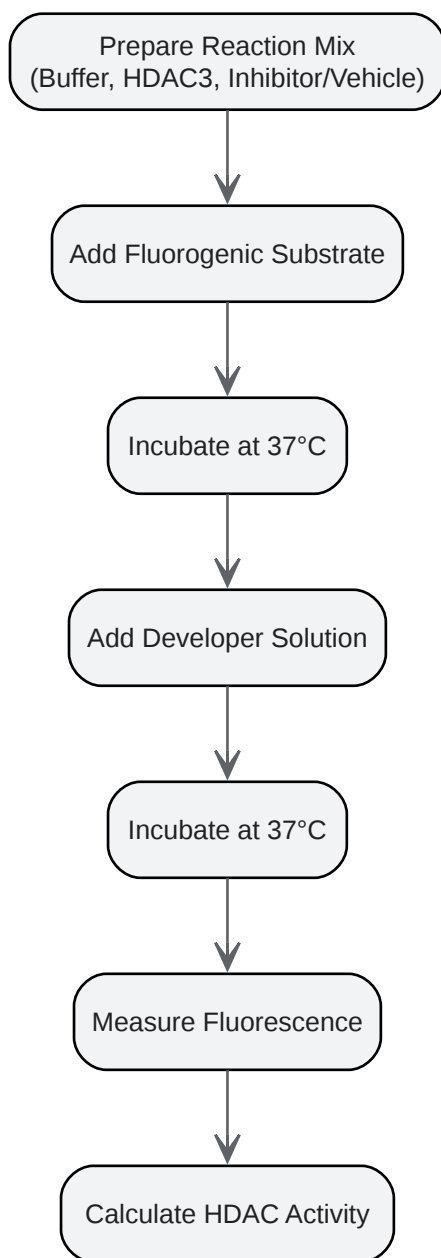 Prepare Reaction Mix
(Buffer, HDAC3, Inhibitor/Vehicle)
Add Fluorogenic Substrate
Incubate at 37°C
Add Developer Solution
Incubate at 37°C
Measure Fluorescence
Calculate HDAC Activity